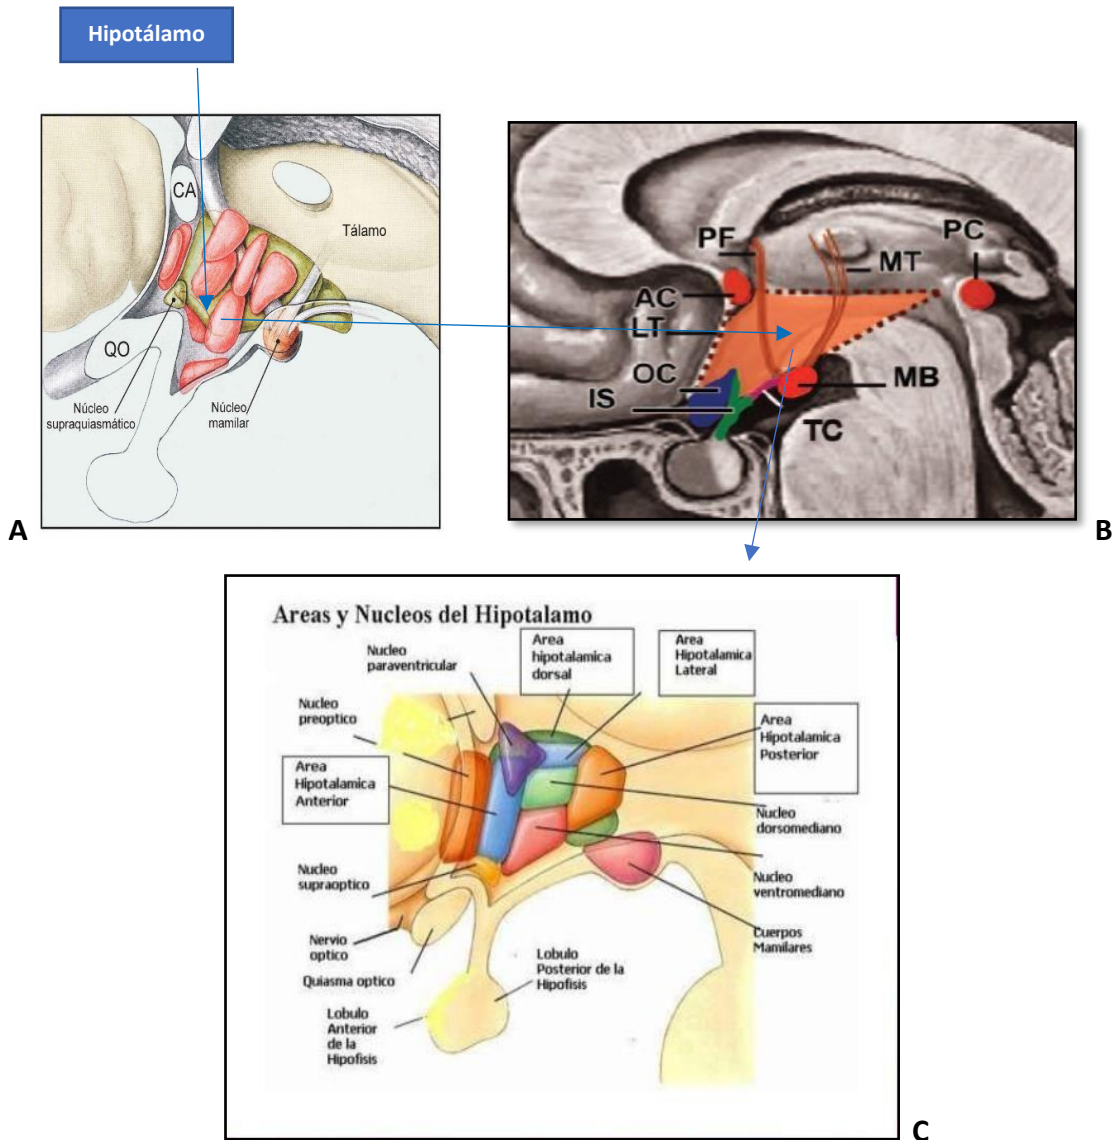 Hipotálamo
CA
Tálamo
QO
Núcleo
supraquiasmático
Núcleo
mamilar
A
PF
PC
MT
AC
LT
OC
IS
MB
TC
B
Areas y Nucleos del Hipotalamo
Nucleo
paraventricular
Area
hipotalamica
dorsal
Area
Hipotalamica
Lateral
Nucleo
preoptico
Area
Hipotalamica
Posterior
Area
Hipotalamica
Anterior
Nucleo
dorsomediano
Nucleo
supraoptico
Nucleo
ventromediano
Nervio
optico
Cuerpos
Mamilares
Quiasma optico
Lobulo
Posterior de la
Hipofisis
Lobulo
Anterior
de la
Hipofisis
C